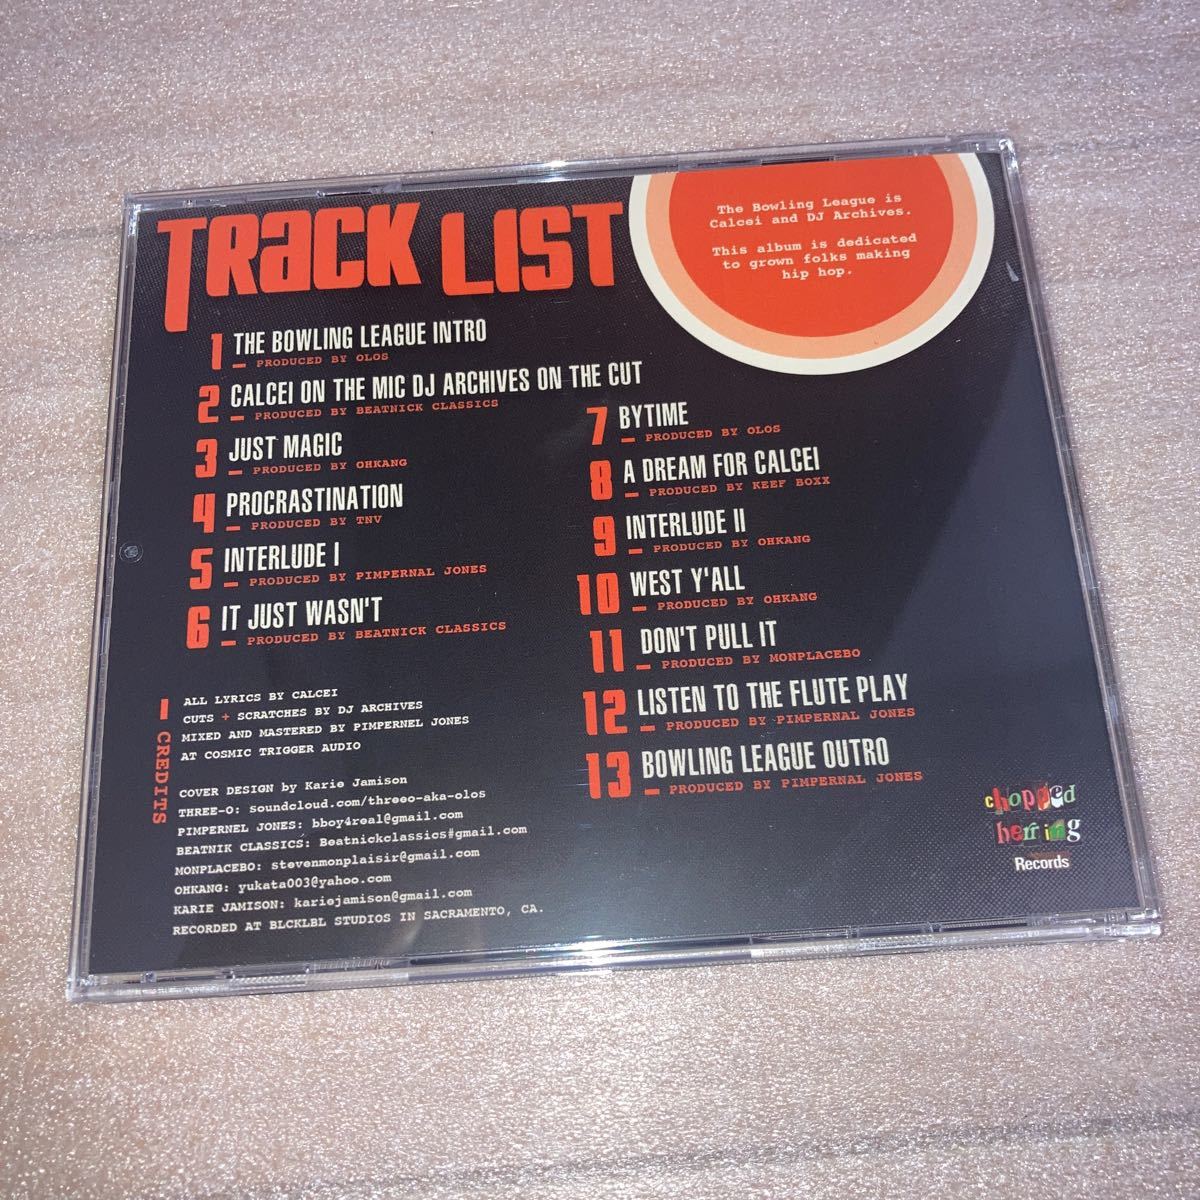 TRACK LIST
The Bowling League is
Calcei and DJ Archives.
This album is dedicated
to grown folks making
hip hop.
1 THE BOWLING LEAGUE INTRO
— PRODUCED BY OLOS
2 CALCEI ON THE MIC DJ ARCHIVES ON THE CUT
— PRODUCED BY BEATNICK CLASSICS
3 JUST MAGIC
— PRODUCED BY OHKANG
4 PROCRASTINATION
— PRODUCED BY TNV
5 INTERLUDE I
— PRODUCED BY PIMPERNAL JONES
6 IT JUST WASN'T
— PRODUCED BY BEATNICK CLASSICS
7 BYTIME
— PRODUCED BY OLOS
8 A DREAM FOR CALCEI
— PRODUCED BY KEEF BOXX
9 INTERLUDE II
— PRODUCED BY OHKANG
10 WEST Y'ALL
— PRODUCED BY OHKANG
11 DON'T PULL IT
— PRODUCED BY MONPLACEBO
12 LISTEN TO THE FLUTE PLAY
— PRODUCED BY PIMPERNAL JONES
13 BOWLING LEAGUE OUTRO
— PRODUCED BY PIMPERNAL JONES
— CREDITS
ALL LYRICS BY CALCEI
CUTS + SCRATCHES BY DJ ARCHIVES
MIXED AND MASTERED BY PIMPERNEL JONES
AT COSMIC TRIGGER AUDIO
COVER DESIGN by Karie Jamison
THREE-O: soundcloud.com/threeo-aka-olos
PIMPERNEL JONES: bboy4real@gmail.com
BEATNIK CLASSICS: Beatnickclassics#gmail.com
MONPLACEBO: stevenmonplaisir@gmail.com
OHKANG: yukata003@yahoo.com
KARIE JAMISON: kariejamison@gmail.com
RECORDED AT BLCKLBL STUDIOS IN SACRAMENTO, CA.
chopped
herring
Records